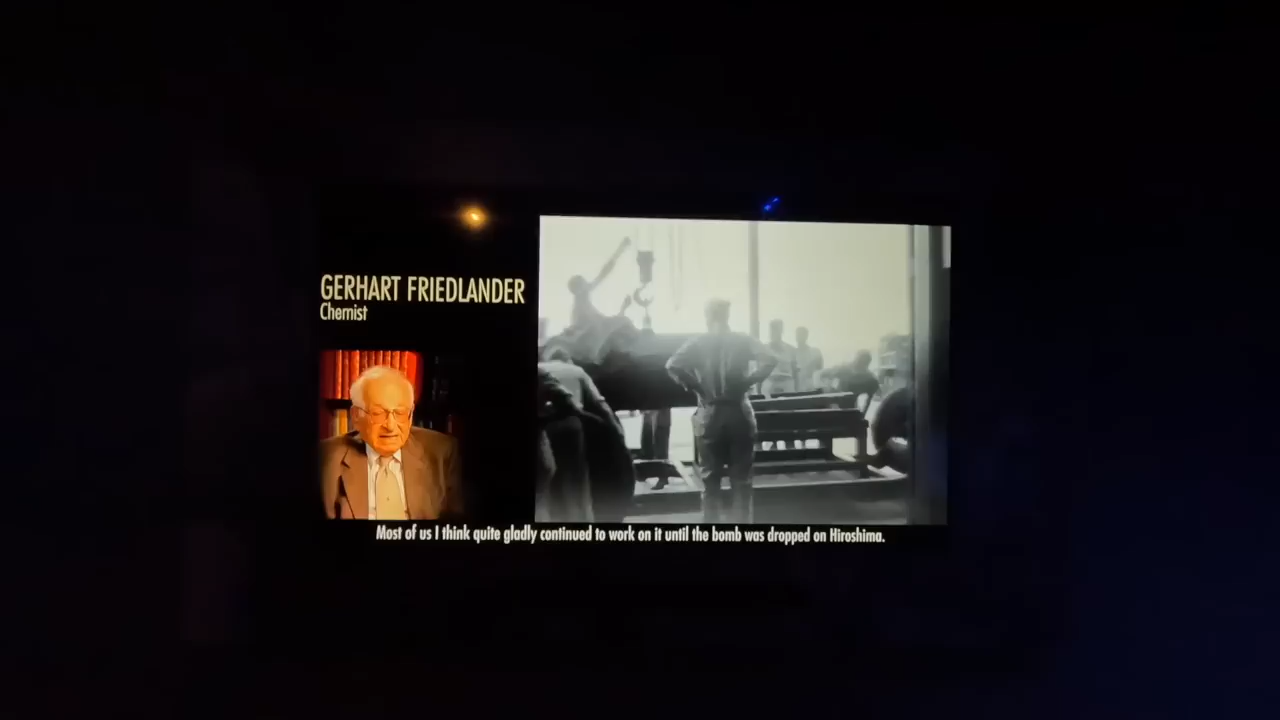 GERHART FRIEDLANDER
Chemist
Most of us I think quite gladly continued to work on it until the bomb was dropped on Hiroshima.